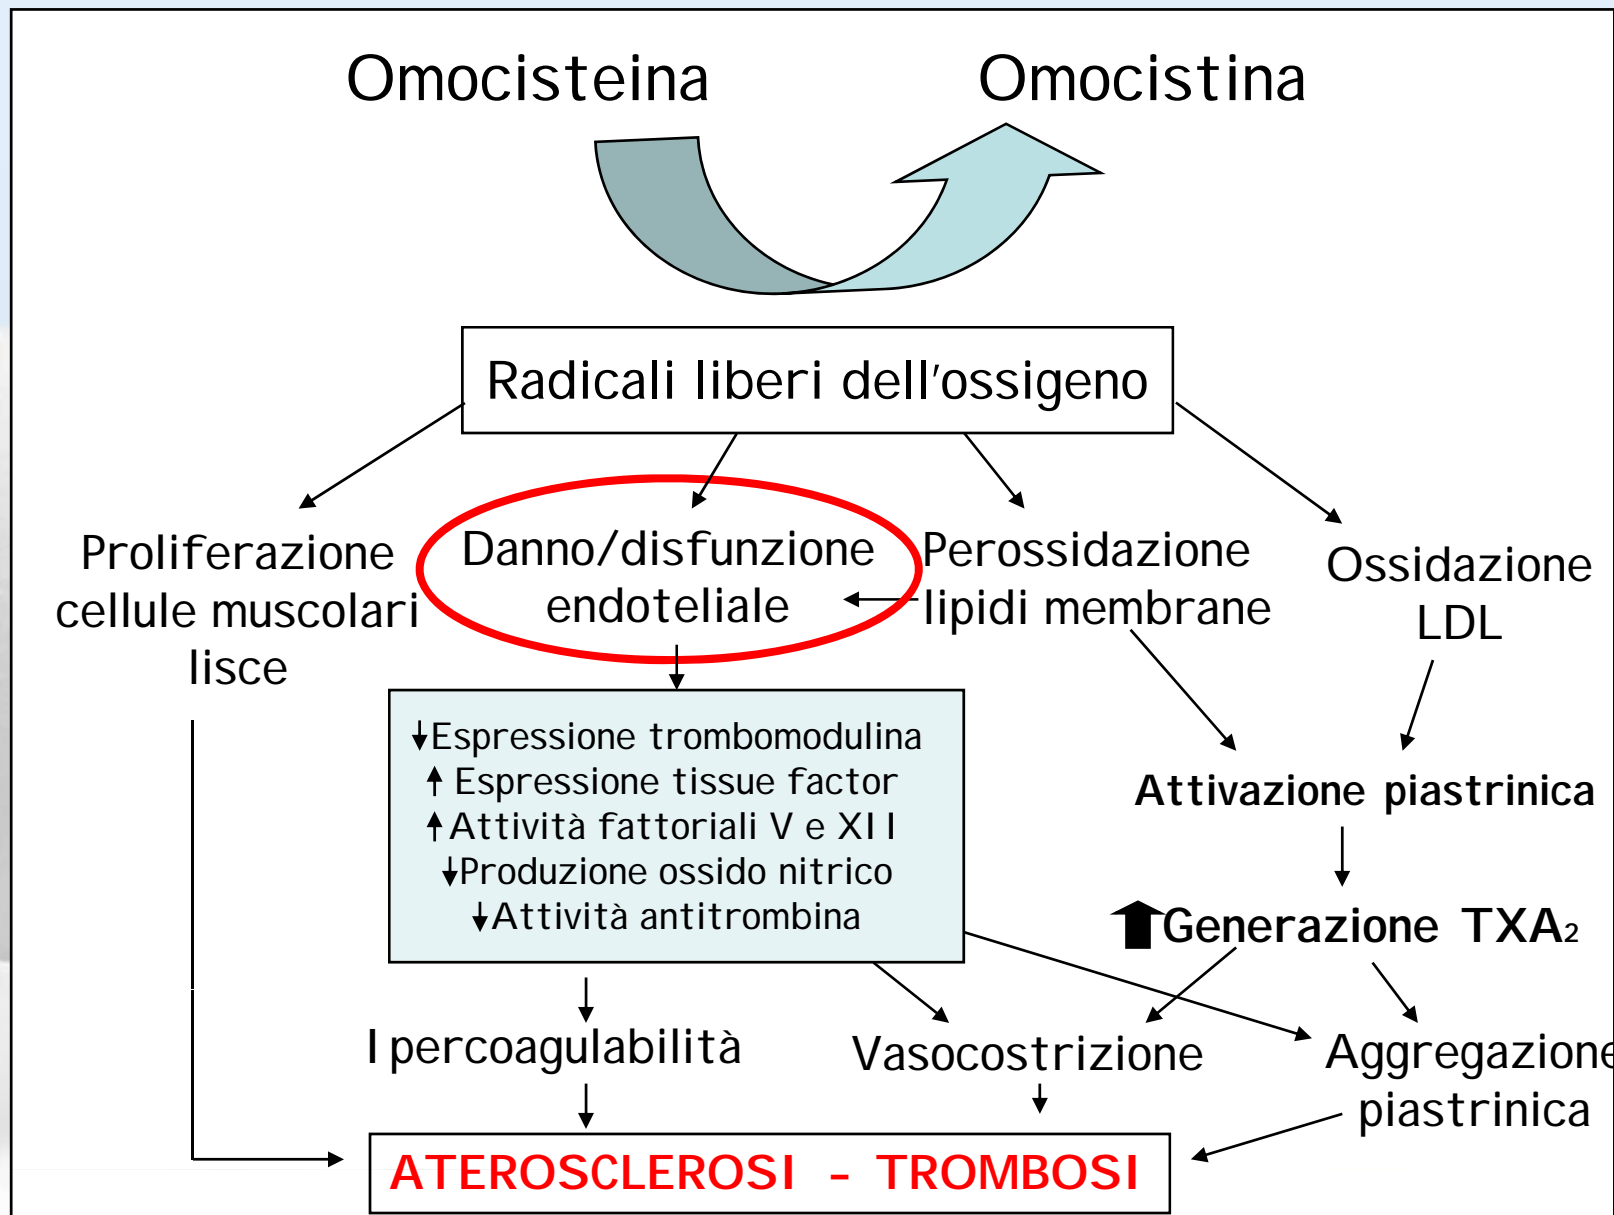 Omocisteina
Omocistina
Radicali liberi dell'ossigeno
Proliferazione
cellule muscolari
lisce
Danno/disfunzione
endoteliale
Perossidazione
lipidi membrane
Ossidazione
LDL
↓Espressione trombomodulina
↑ Espressione tissue factor
↑Attività fattoriali V e XII
↓Produzione ossido nitrico
↓Attività antitrombina
Attivazione piastrinica
⬆Generazione TXA₂
Ipercoagulabilità
Vasocostrizione
Aggregazione
piastrinica
ATEROSCLEROSI - TROMBOSI